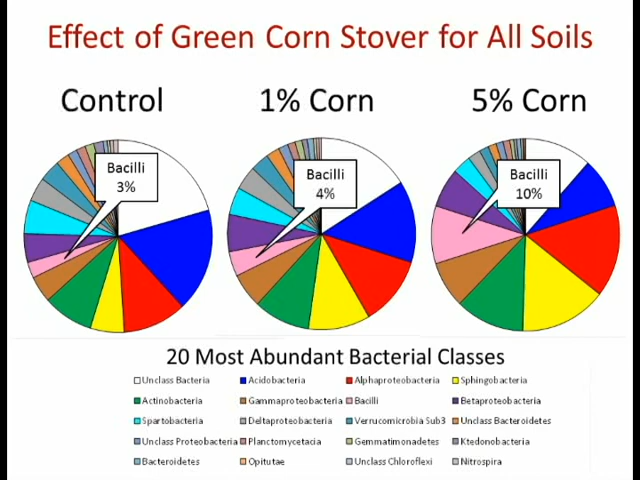 Effect of Green Corn Stover for All Soils
Control 1% Corn 5% Corn
Bacilli
3%
Bacilli
4%
Bacilli
10%
20 Most Abundant Bacterial Classes
Unclass Bacteria Acidobacteria Alphaproteobacteria Sphingobacteria
Actinobacteria Gammaproteobacteria Bacilli Betaproteobacteria
Spartobacteria Deltaproteobacteria Verrucomicrobia Sub3 Unclass Bacteroidetes
Unclass Proteobacteria Planctomycetacia Gemmatimonadetes Ktedonobacteria
Bacteroidetes Opitutae Unclass Chloroflexi Nitrospira